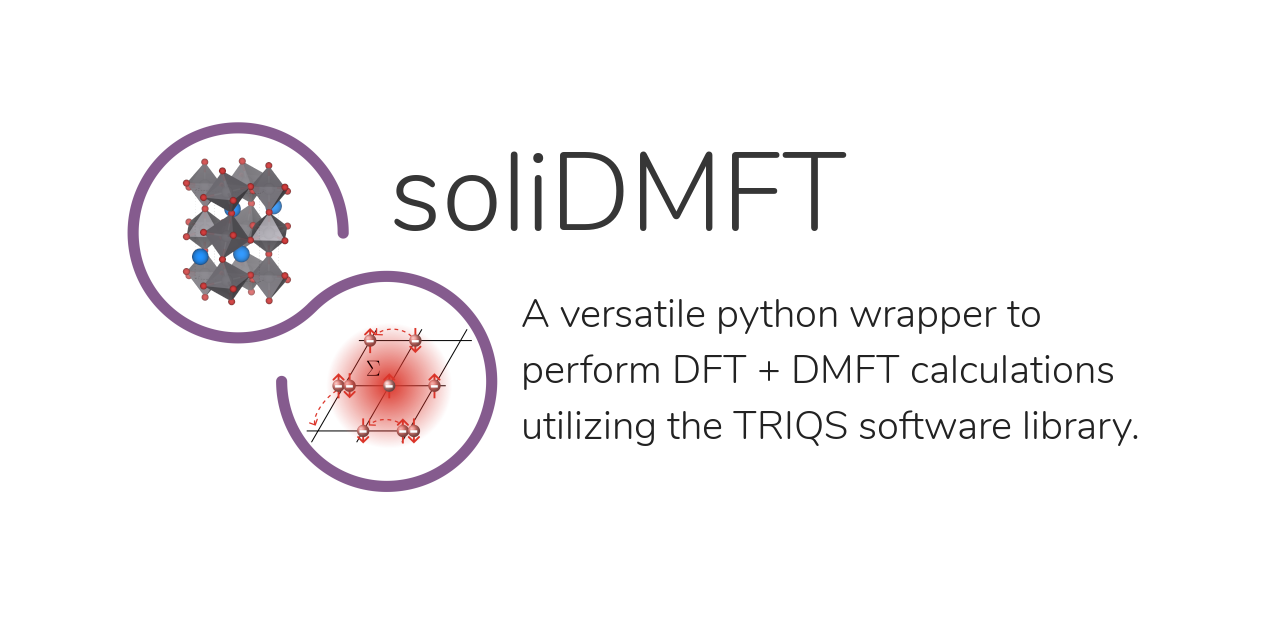 soliDMFT
Σ
A versatile python wrapper to
perform DFT + DMFT calculations
utilizing the TRIQS software library.